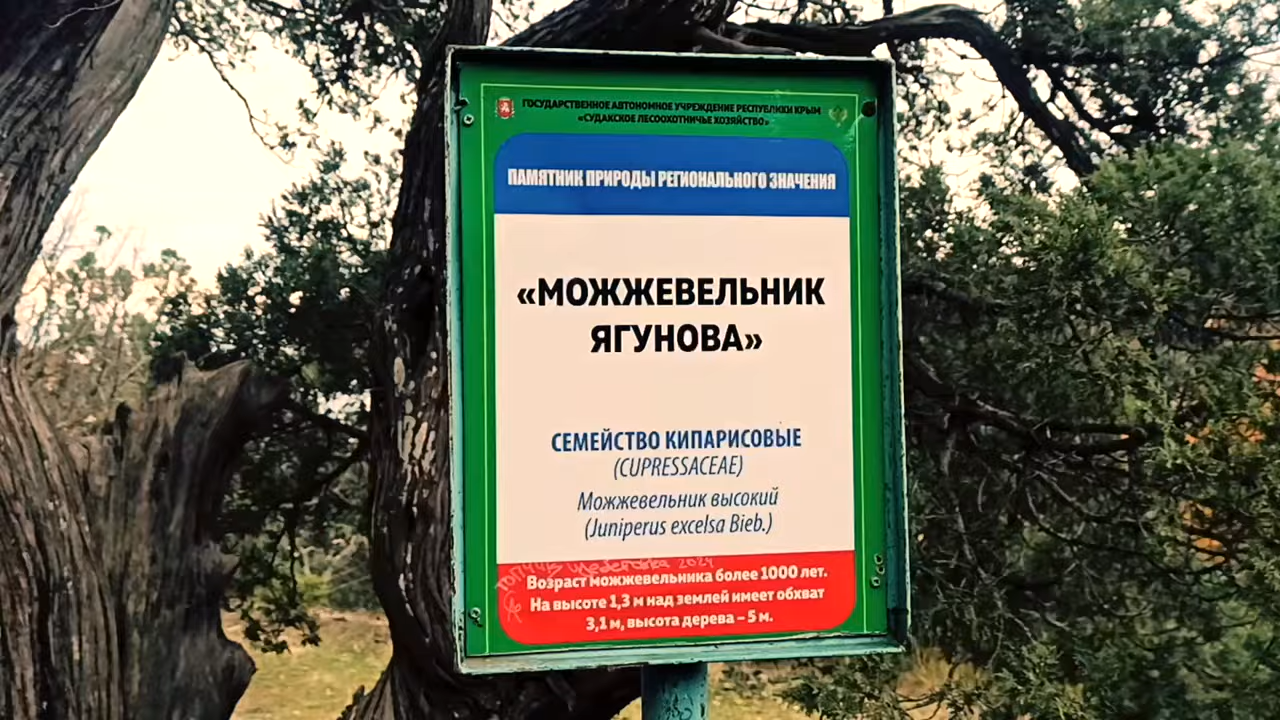 ГОСУДАРСТВЕННОЕ АВТОНОМНОЕ УЧРЕЖДЕНИЕ РЕСПУБЛИКИ КРЫМ
«СУДАКСКОЕ ЛЕСООХОТНИЧЬЕ ХОЗЯЙСТВО»
ПАМЯТНИК ПРИРОДЫ РЕГИОНАЛЬНОГО ЗНАЧЕНИЯ
«МОЖЖЕВЕЛЬНИК
ЯГУНОВА»
СЕМЕЙСТВО КИПАРИСОВЫЕ
(CUPRESSACEAE)
Можжевельник высокий
(Juniperus excelsa Bieb.)
2024
Возраст можжевельника более 1000 лет.
На высоте 1,3 м над землей имеет обхват
3,1 м, высота дерева – 5 м.